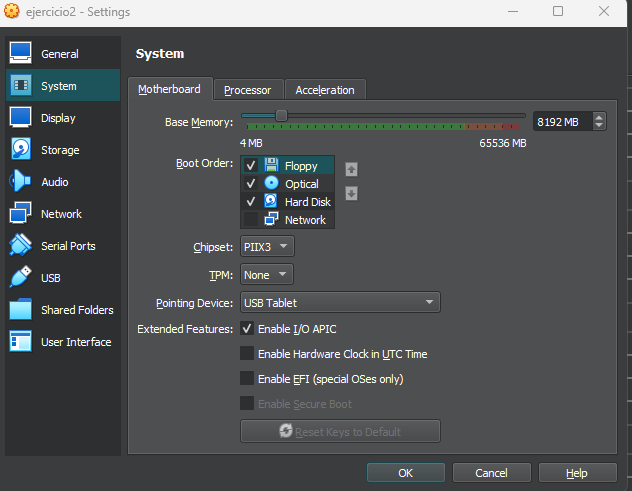 ejercicio2 - Settings
General
System
Display
Storage
Audio
Network
Serial Ports
USB
Shared Folders
User Interface
System
Motherboard Processor Acceleration
Base Memory: 8192 MB
4 MB 65536 MB
Boot Order: Floppy
Optical
Hard Disk
Network
Chipset: PIIX3
TPM: None
Pointing Device: USB Tablet
Extended Features: Enable I/O APIC
Enable Hardware Clock in UTC Time
Enable EFI (special OSes only)
Enable Secure Boot
Reset Keys to Default
OK Cancel Help